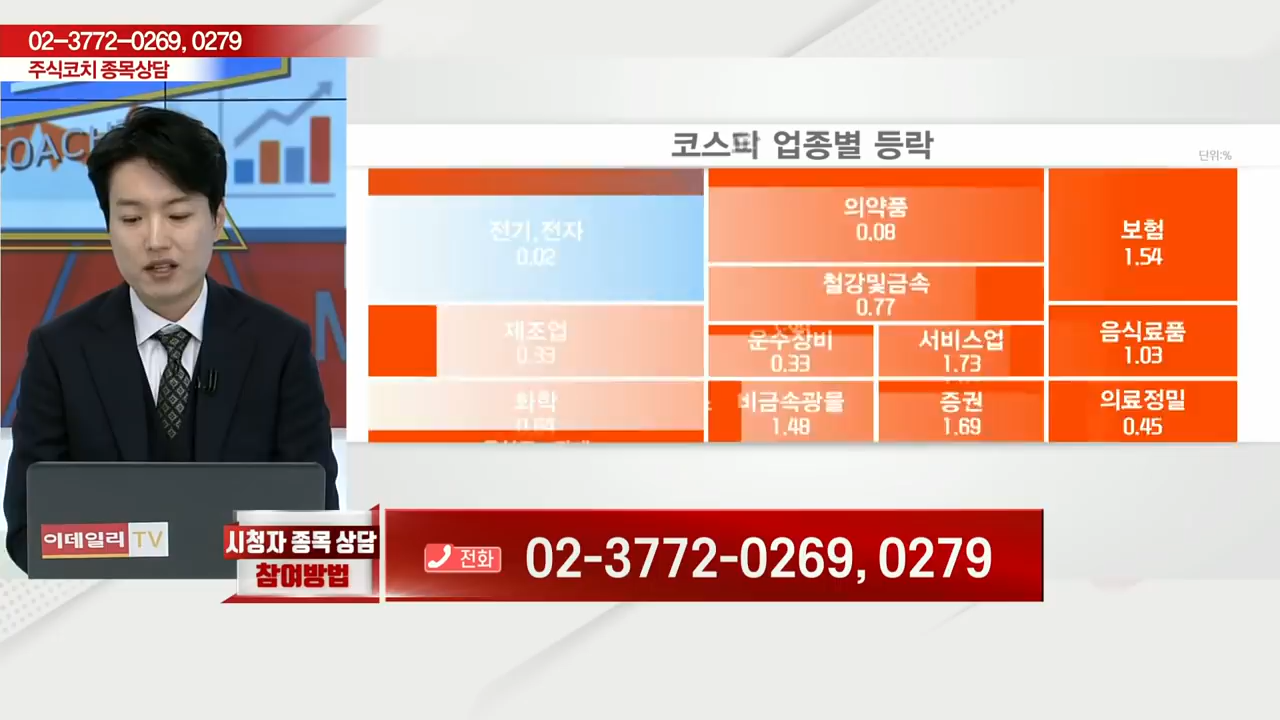 02-3772-0269, 0279
주식코치 종목상담
COACH
코스피 업종별 등락
단위:%
전기,전자
0.02
제조업
0.33
화학
의약품
0.08
철강및금속
0.77
운수장비
0.33
서비스업
1.73
비금속광물
1.48
증권
1.69
보험
1.54
음식료품
1.03
의료정밀
0.45
이데일리 TV
시청자 종목 상담
참여방법
전화
02-3772-0269, 0279